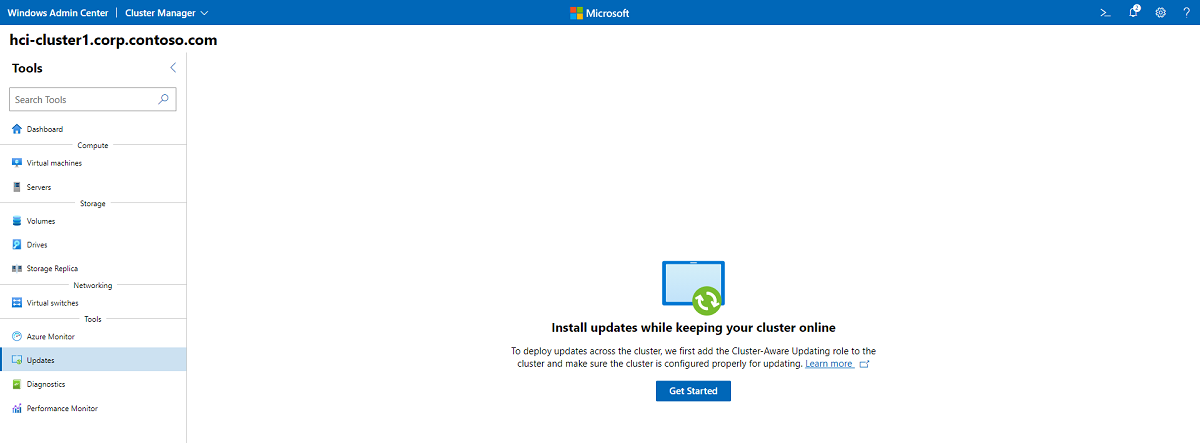 Windows Admin Center | Cluster Manager
Microsoft
2
hci-cluster1.corp.contoso.com
Tools
Search Tools
Dashboard
Compute
Virtual machines
Servers
Storage
Volumes
Drives
Storage Replica
Networking
Virtual switches
Tools
Azure Monitor
Updates
Diagnostics
Performance Monitor
Install updates while keeping your cluster online
To deploy updates across the cluster, we first add the Cluster-Aware Updating role to the
cluster and make sure the cluster is configured properly for updating. Learn more
Get Started